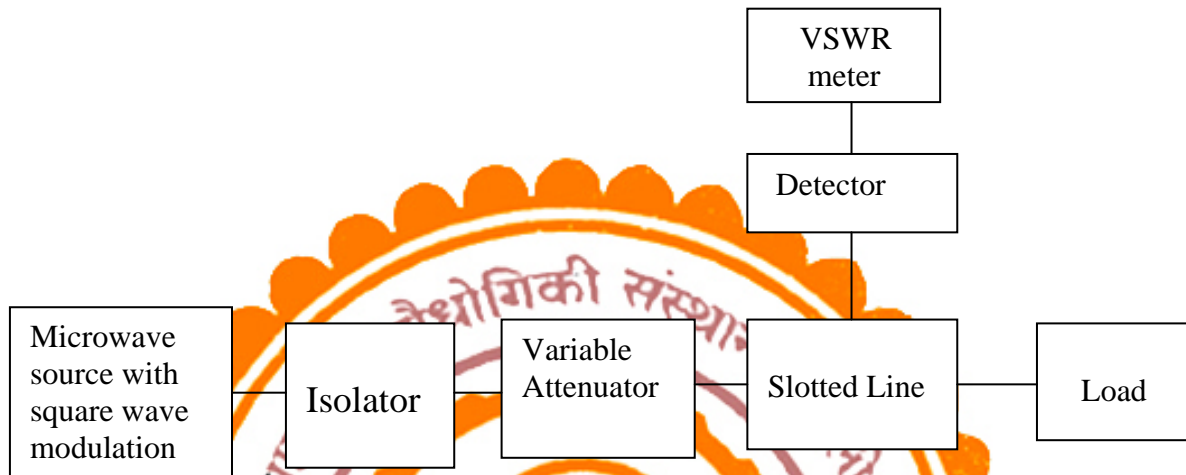 VSWR
meter
Detector
संस्थान
Microwave
source with
square wave
modulation
Isolator
Variable
Attenuator
Slotted Line
Load